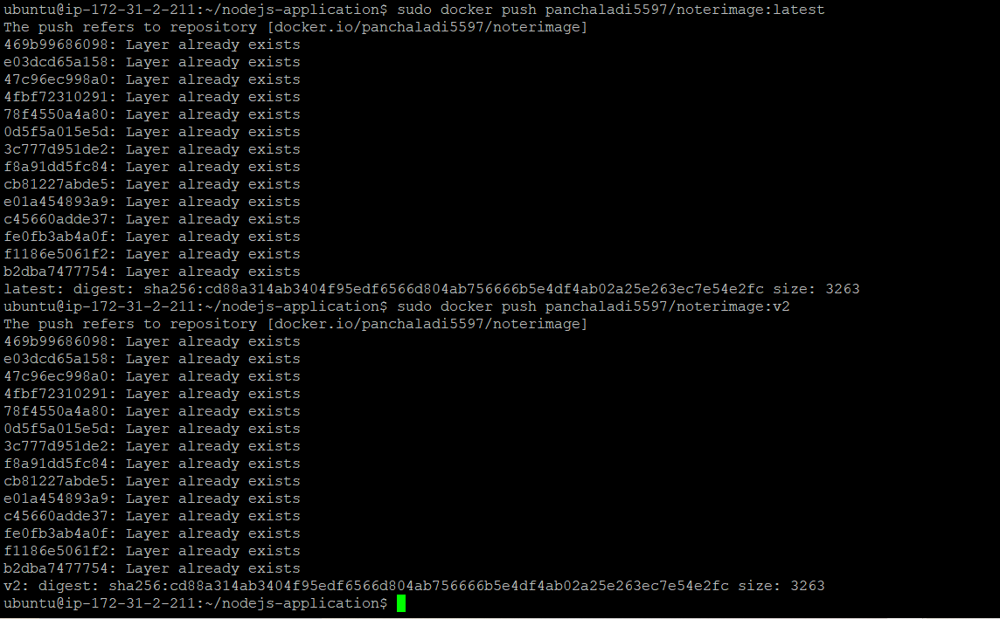 ubuntu@ip-172-31-2-211:~/nodejs-application$ sudo docker push panchaladi5597/noterimage:latest
The push refers to repository [docker.io/panchaladi5597/noterimage]
469b99686098: Layer already exists
e03dcd65a158: Layer already exists
47c96ec998a0: Layer already exists
4fbf72310291: Layer already exists
78f4550a4a80: Layer already exists
0d5f5a015e5d: Layer already exists
3c777d951de2: Layer already exists
f8a91dd5fc84: Layer already exists
cb81227abde5: Layer already exists
e01a454893a9: Layer already exists
c45660adde37: Layer already exists
fe0fb3ab4a0f: Layer already exists
f1186e5061f2: Layer already exists
b2dba7477754: Layer already exists
latest: digest: sha256:cd88a314ab3404f95edf6566d804ab756666b5e4df4ab02a25e263ec7e54e2fc size: 3263
ubuntu@ip-172-31-2-211:~/nodejs-application$ sudo docker push panchaladi5597/noterimage:v2
The push refers to repository [docker.io/panchaladi5597/noterimage]
469b99686098: Layer already exists
e03dcd65a158: Layer already exists
47c96ec998a0: Layer already exists
4fbf72310291: Layer already exists
78f4550a4a80: Layer already exists
0d5f5a015e5d: Layer already exists
3c777d951de2: Layer already exists
f8a91dd5fc84: Layer already exists
cb81227abde5: Layer already exists
e01a454893a9: Layer already exists
c45660adde37: Layer already exists
fe0fb3ab4a0f: Layer already exists
f1186e5061f2: Layer already exists
b2dba7477754: Layer already exists
v2: digest: sha256:cd88a314ab3404f95edf6566d804ab756666b5e4df4ab02a25e263ec7e54e2fc size: 3263
ubuntu@ip-172-31-2-211:~/nodejs-application$